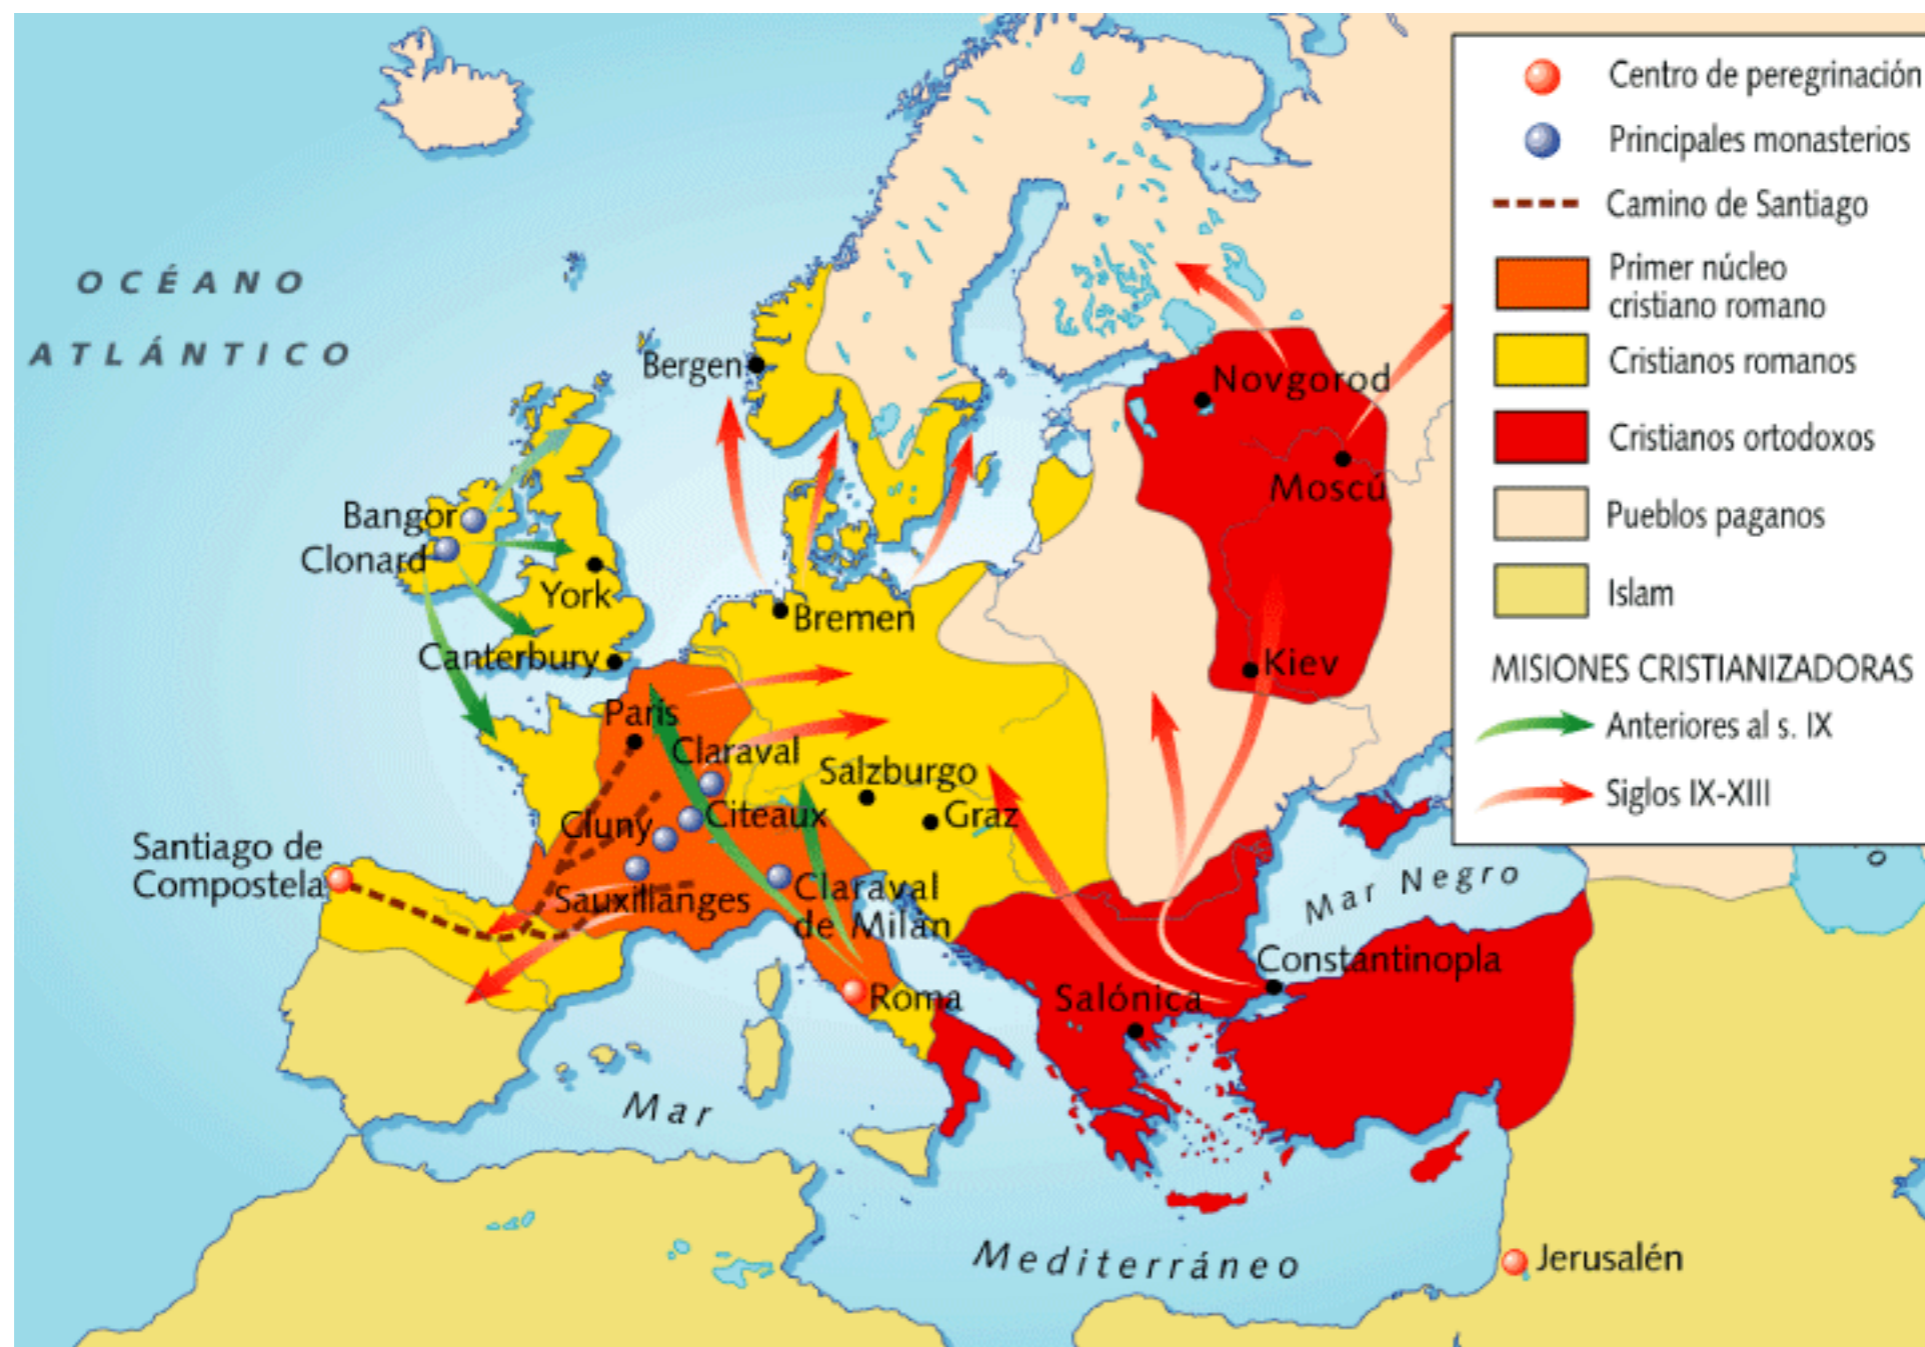 Centro de peregrinación
Principales monasterios
Camino de Santiago
Primer núcleo
cristiano romano
Cristianos romanos
Cristianos ortodoxos
Pueblos paganos
Islam
MISIONES CRISTIANIZADORAS
Anteriores al s. IX
Siglos IX-XIII
OCÉANO
ATLÁNTICO
Bergen
Novgorod
Moscú
Bangor
Clonard
York
Bremen
Canterbury
Kiev
Paris
Claraval
Salzburgo
Cluny
Citeaux
Graz
Santiago de
Compostela
Sauxillanges
Claraval
de Milán
Mar Negro
Constantinopla
Roma
Salónica
Mar
Mediterráneo
Jerusalén